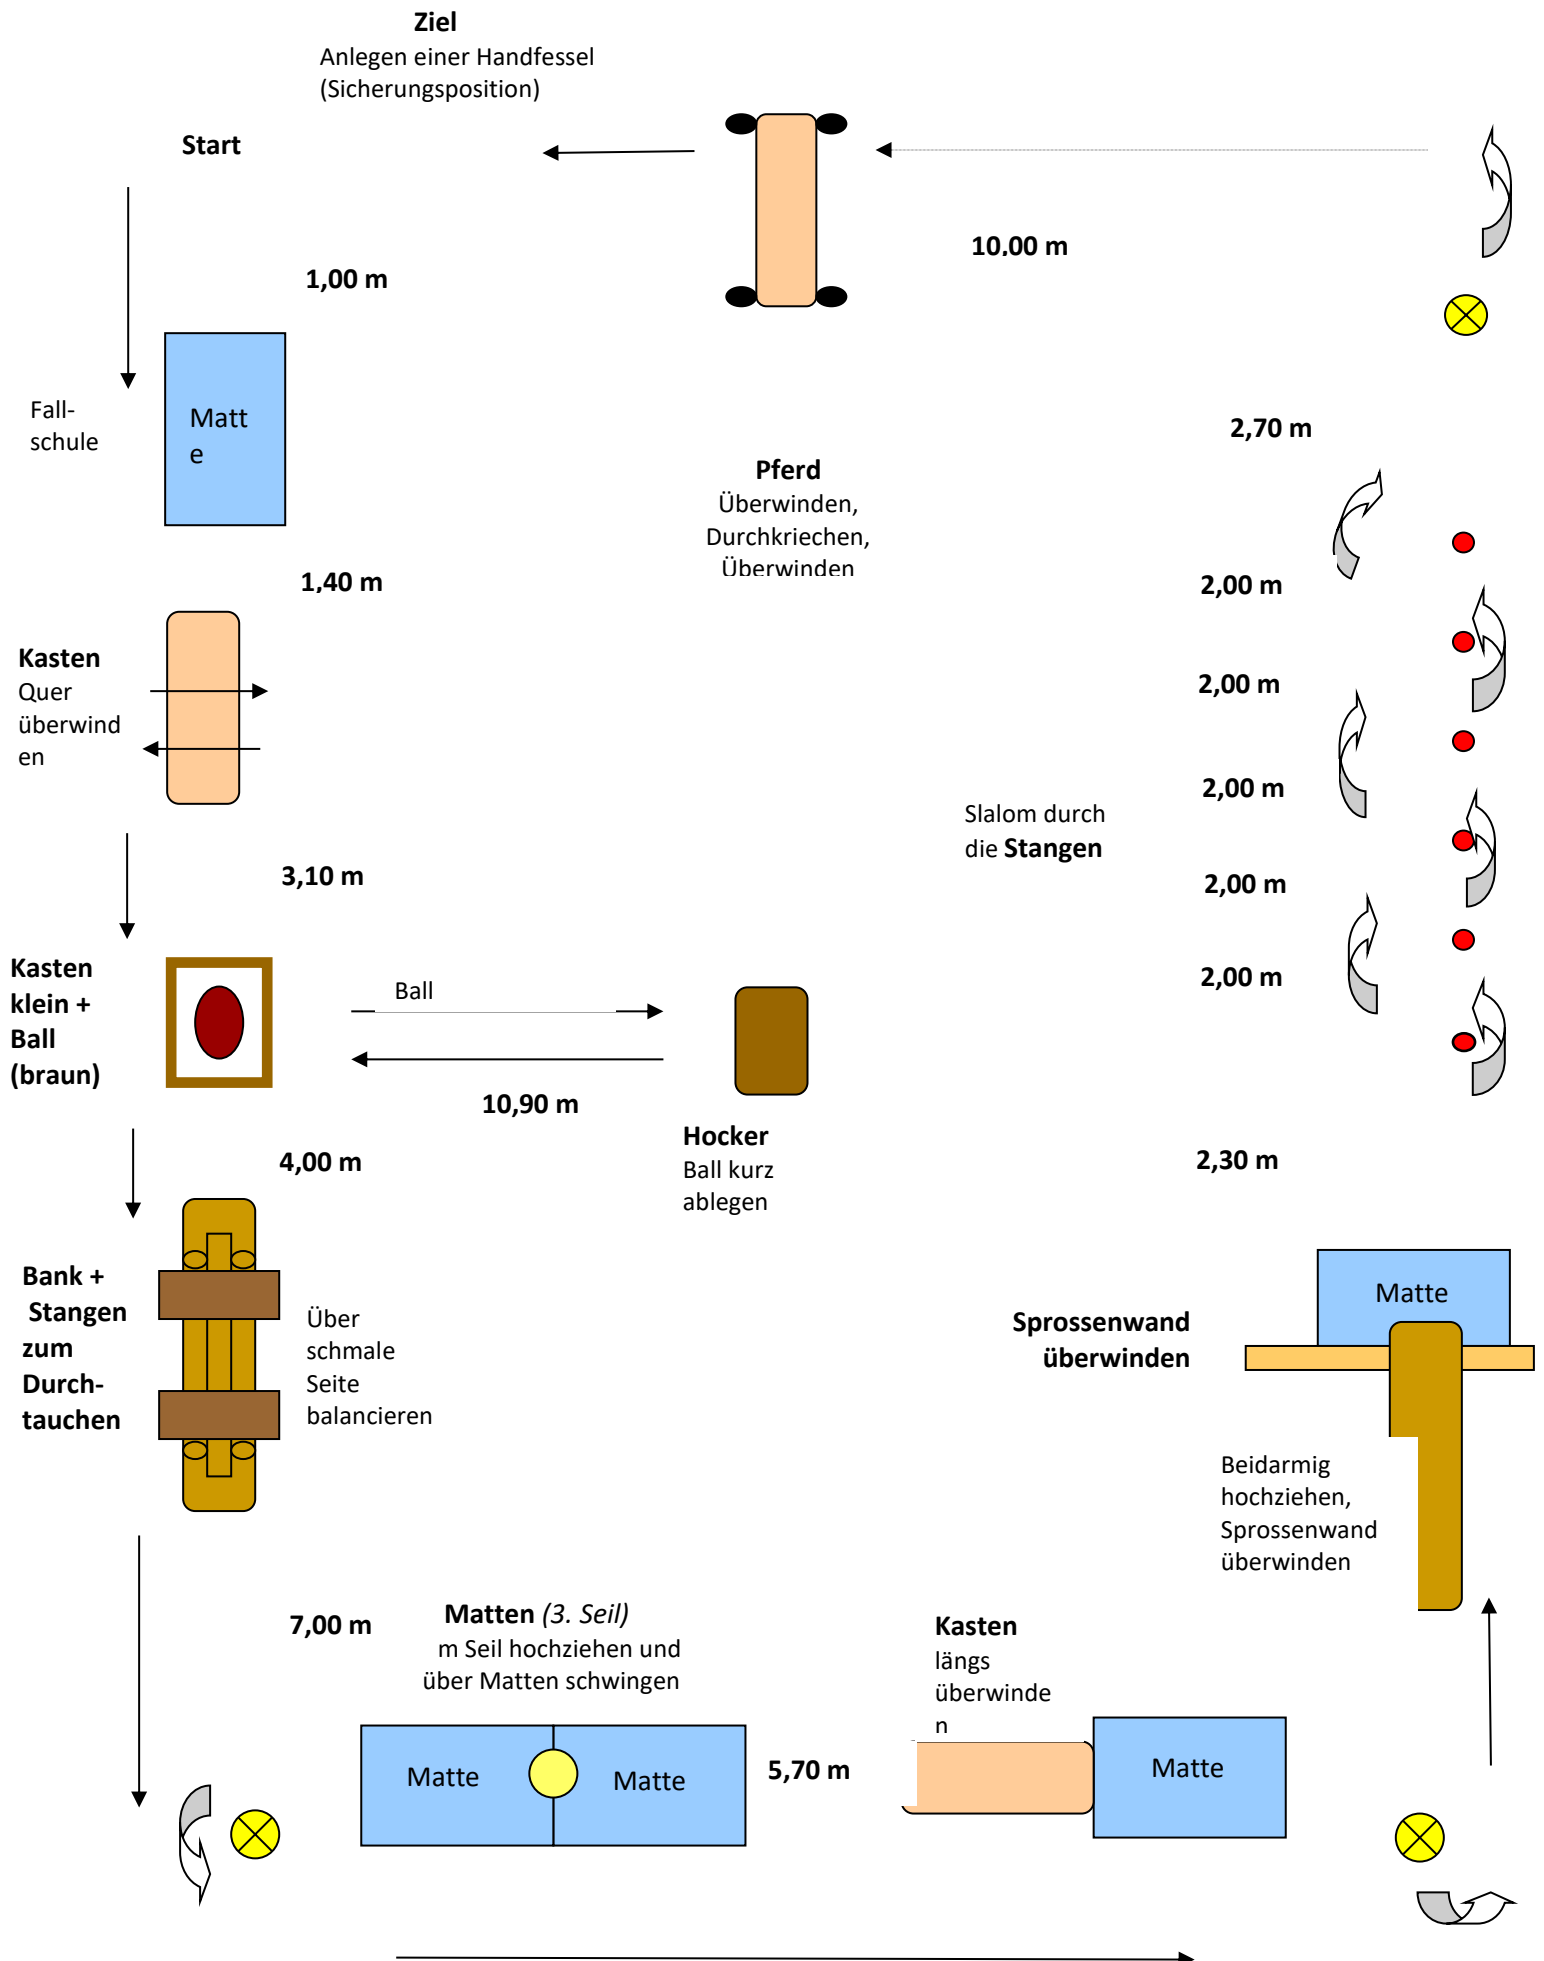 Ziel
Anlegen einer Handfessel
(Sicherungsposition)
Start
10,00 m
1,00 m
Fall-
schule
Matt
e
2,70 m
Pferd
Überwinden,
Durchkriechen,
Überwinden
1,40 m
2,00 m
Kasten
Quer
überwind
en
2,00 m
2,00 m
Slalom durch
die Stangen
3,10 m
2,00 m
Kasten
klein +
Ball
(braun)
Ball
2,00 m
10,90 m
Hocker
Ball kurz
ablegen
4,00 m
2,30 m
Bank +
Stangen
zum
Durch-
tauchen
Über
schmale
Seite
balancieren
Matte
Sprossenwand
überwinden
Beidarmig
hochziehen,
Sprossenwand
überwinden
7,00 m
Matten (3. Seil)
m Seil hochziehen und
über Matten schwingen
Kasten
längs
überwinde
n
Matte
Matte
5,70 m
Matte